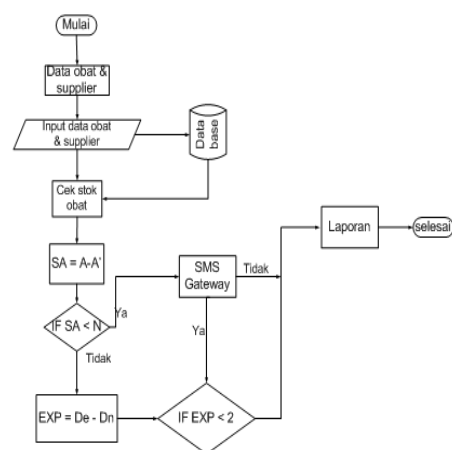 Mulai
Data obat &
supplier
Input data obat
& supplier
Data
base
Cek stok
obat
SA = A-A'
IF SA < N
Ya
Tidak
SMS
Gateway
Tidak
Ya
EXP = De - Dn
IF EXP < 2
Laporan
selesai